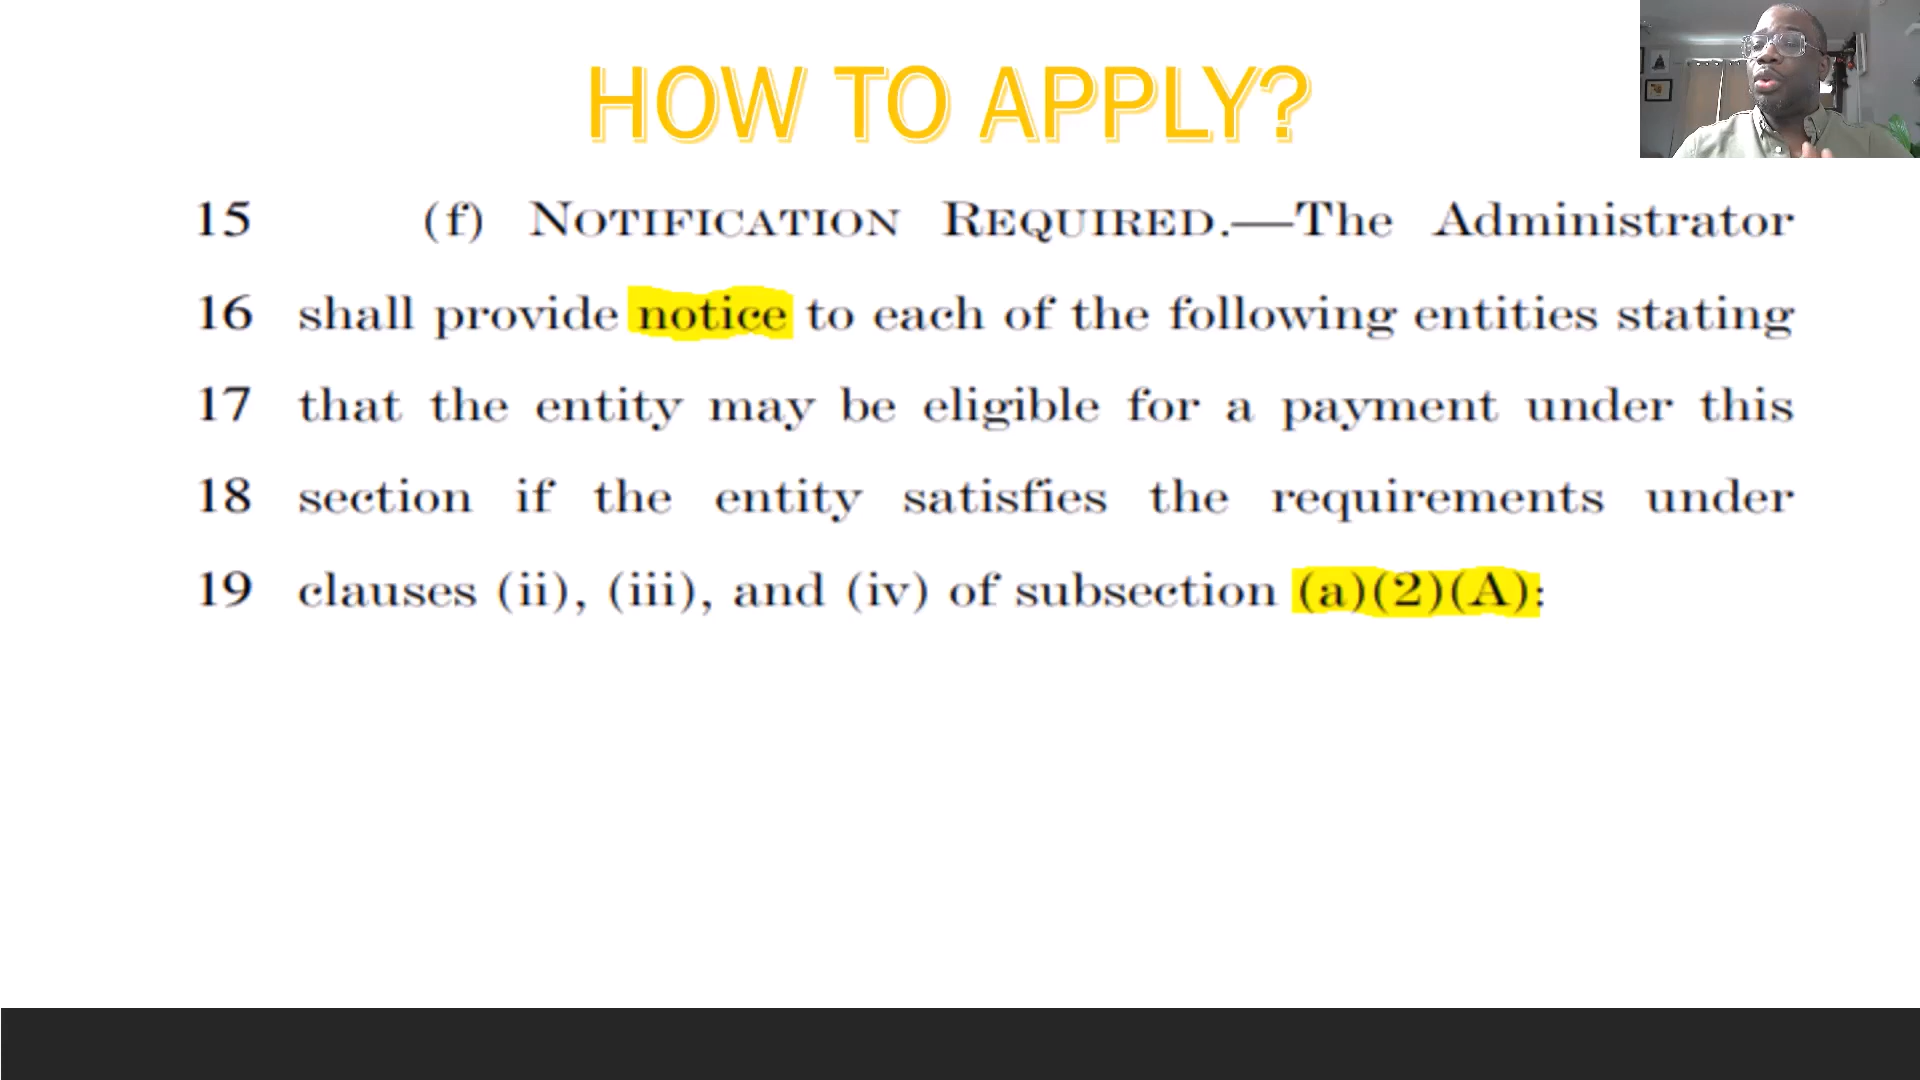 HOW TO APPLY?
15 (f) NOTIFICATION REQUIRED.—The Administrator
16 shall provide notice to each of the following entities stating
17 that the entity may be eligible for a payment under this
18 section if the entity satisfies the requirements under
19 clauses (ii), (iii), and (iv) of subsection (a)(2)(A):